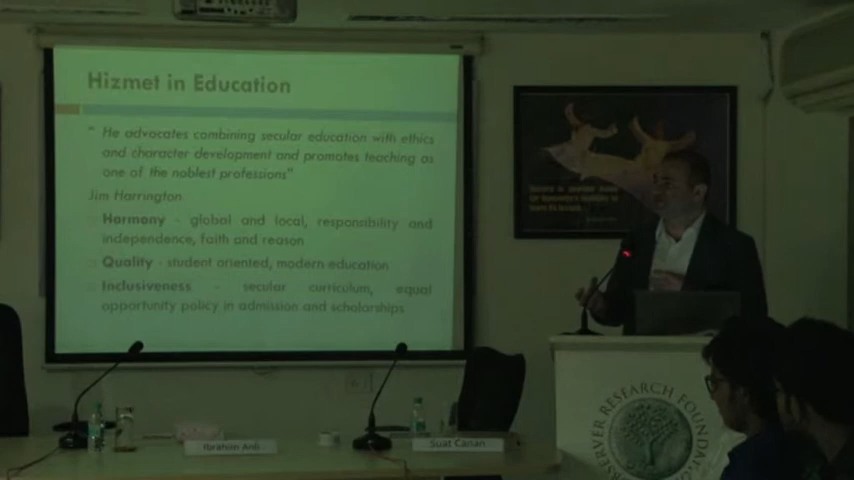 Hizmet in Education
" He advocates combining secular education with ethics
and character development and promotes teaching as
one of the noblest professions"
Jim Harrington
Harmony - global and local, responsibility and
independence, faith and reason
Quality - student oriented, modern education
Inclusiveness - secular curriculum, equal
opportunity policy in admission and scholarships
Ibrahim Anli
Suat Canan
OBSERVER RESEARCH FOUNDA